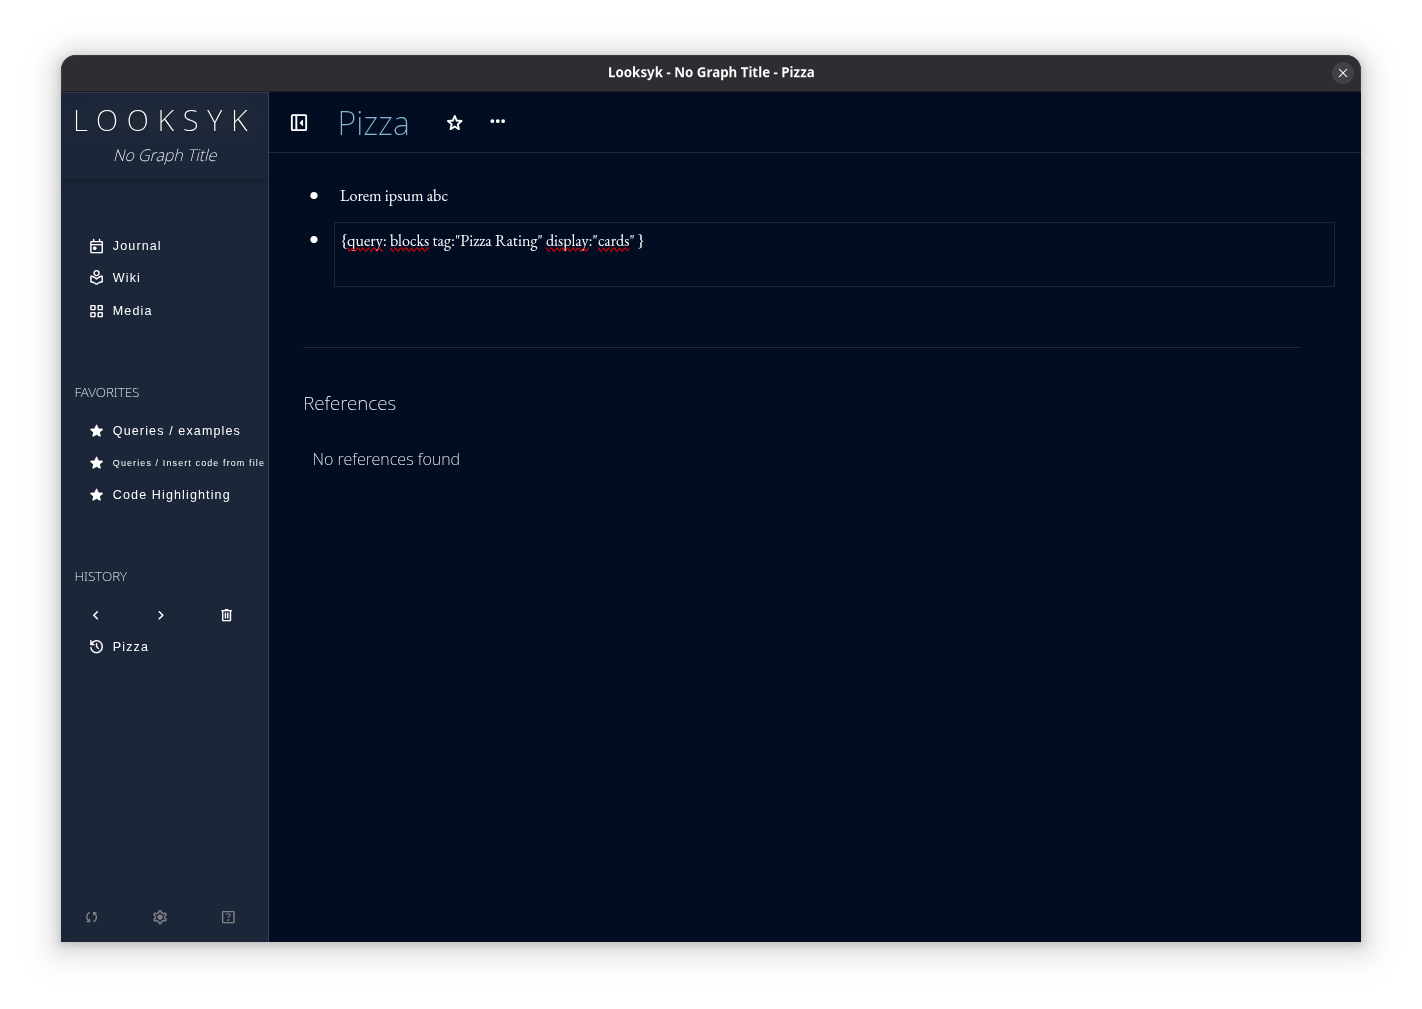 Looksyk - No Graph Title - Pizza
LOOKSYK
No Graph Title
Journal
Wiki
Media
FAVORITES
Queries / examples
Queries / Insert code from file
Code Highlighting
HISTORY
Pizza
Pizza
Lorem ipsum abc
{query: blocks tag:"Pizza Rating" display:"cards" }
References
No references found